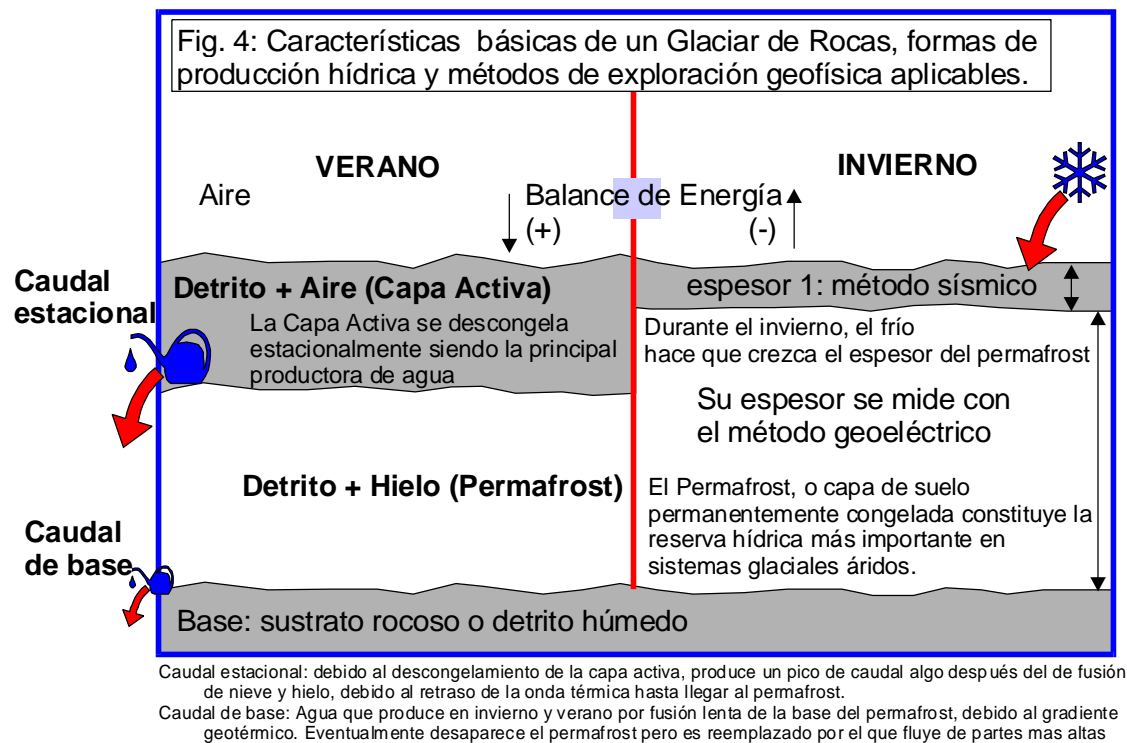 Fig. 4: Características básicas de un Glaciar de Rocas, formas de
producción hídrica y métodos de exploración geofísica aplicables.
VERANO
INVIERNO
Aire
Balance de Energía
(+)
(-)
Caudal
estacional
Detrito + Aire (Capa Activa)
La Capa Activa se descongela
estacionalmente siendo la principal
productora de agua
espesor 1: método sísmico
Durante el invierno, el frío
hace que crezca el espesor del permafrost
Su espesor se mide con
el método geoeléctrico
Detrito + Hielo (Permafrost)
El Permafrost, o capa de suelo
permanentemente congelada constituye la
reserva hídrica más importante en
sistemas glaciales áridos.
Caudal
de base
Base: sustrato rocoso o detrito húmedo
Caudal estacional: debido al descongelamiento de la capa activa, produce un pico de caudal algo después del de fusión
de nieve y hielo, debido al retraso de la onda térmica hasta llegar al permafrost.
Caudal de base: Agua que produce en invierno y verano por fusión lenta de la base del permafrost, debido al gradiente
geotérmico. Eventualmente desaparece el permafrost pero es reemplazado por el que fluye de partes mas altas